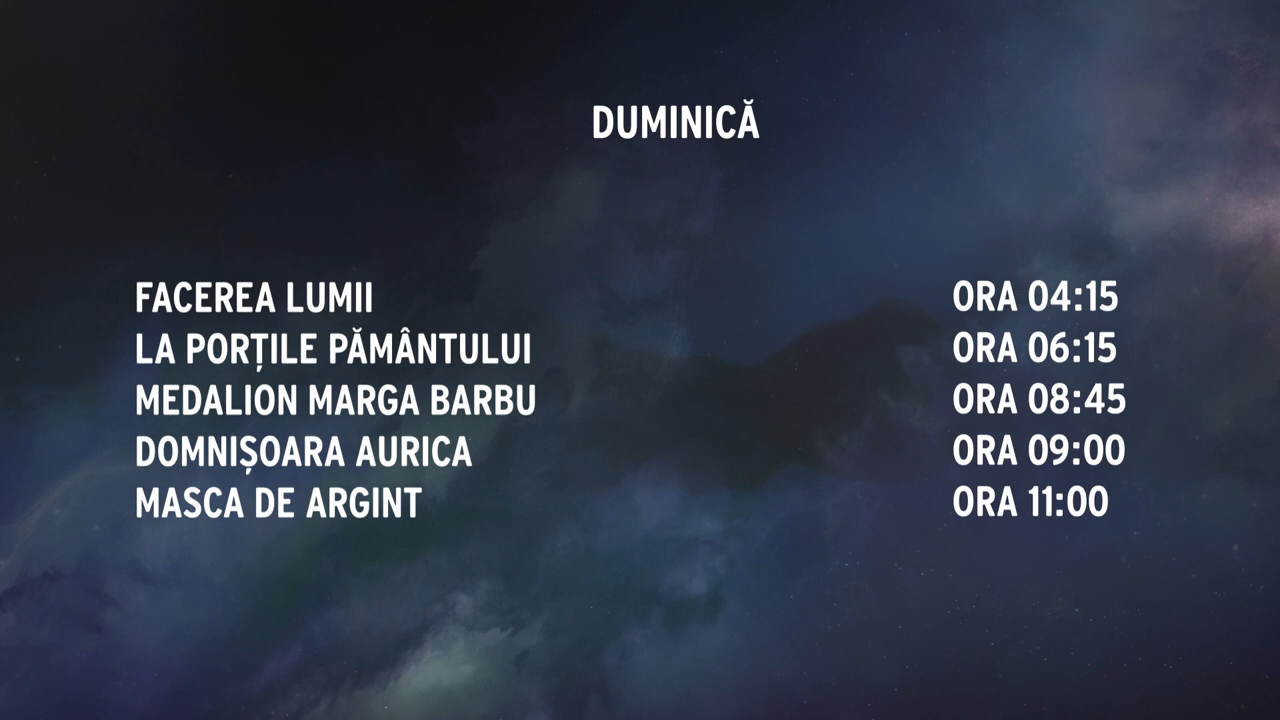 DUMINICĂ
FACEREA LUMII ORA 04:15
LA PORȚILE PĂMÂNTULUI ORA 06:15
MEDALION MARGA BARBU ORA 08:45
DOMNIȘOARA AURICA ORA 09:00
MASCA DE ARGINT ORA 11:00